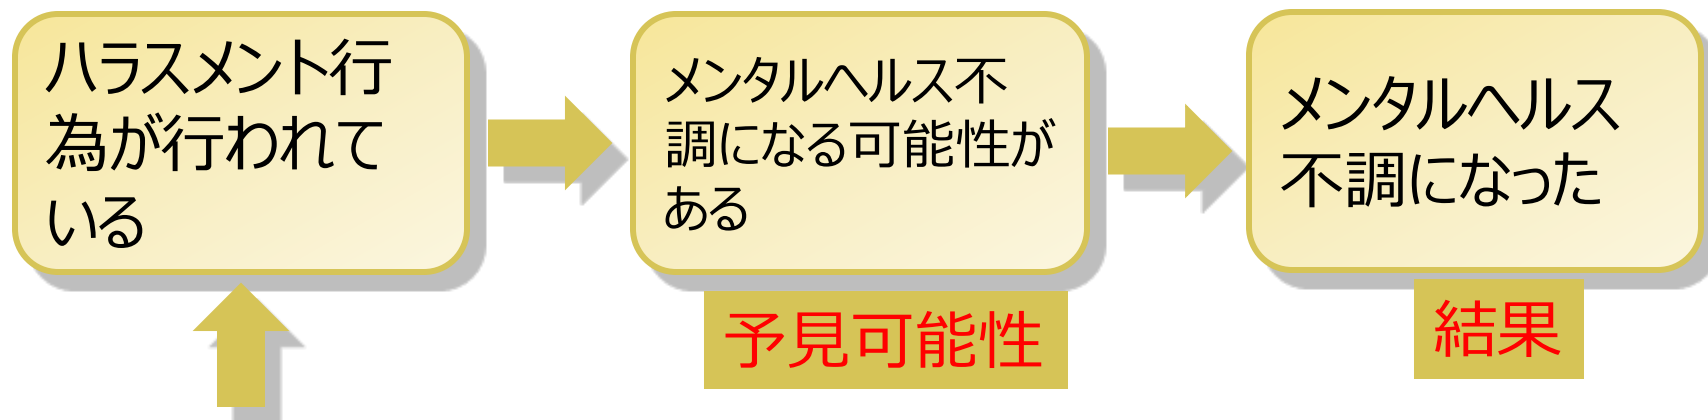 ハラスメント行
為が行われて
いる
メンタルヘルス不
調になる可能性が
ある
メンタルヘルス
不調になった
予見可能性
結果